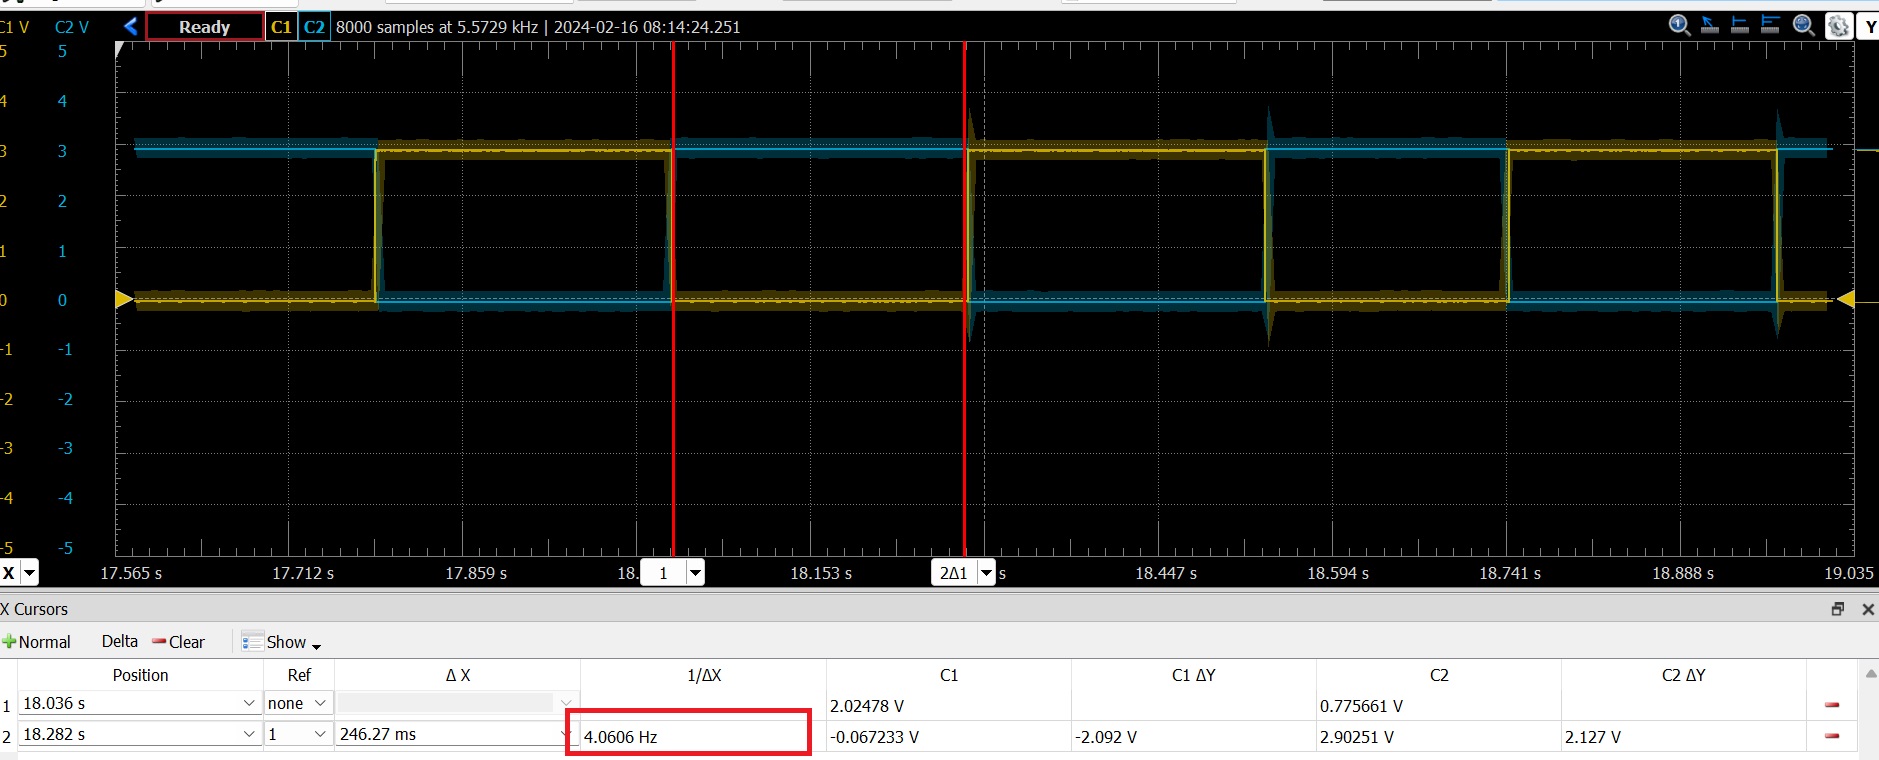 C1 V C2 V Ready C1 C2 8000 samples at 5.5729 kHz | 2024-02-16 08:14:24.251 Y
5 5
4 4
3 3
2 2
1 1
0 0
-1 -1
-2 -2
-3 -3
-4 -4
-5 -5
X 17.565 s 17.712 s 17.859 s 18. 1 18.153 s 2Δ1 s 18.447 s 18.594 s 18.741 s 18.888 s 19.035
X Cursors
Normal Delta Clear Show
Position Ref Δ X 1/ΔX C1 C1 ΔY C2 C2 ΔY
1 18.036 s none 2.02478 V 0.775661 V
2 18.282 s 1 246.27 ms 4.0606 Hz -0.067233 V -2.092 V 2.90251 V 2.127 V